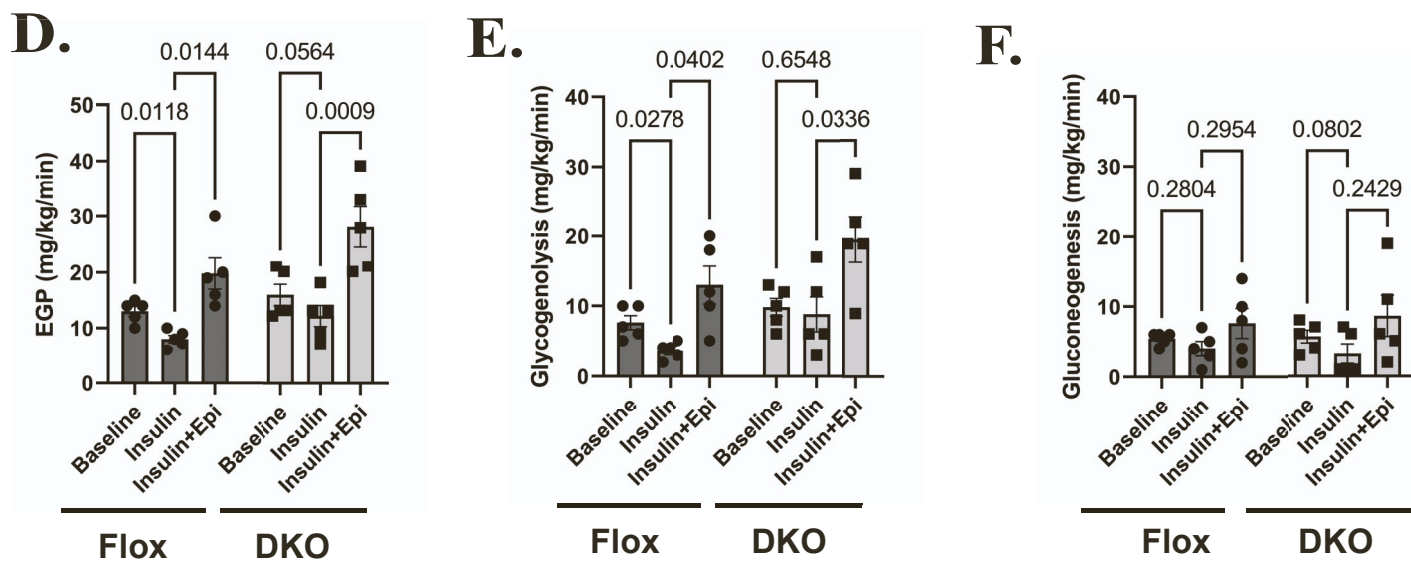 D.
0.0144
0.0564
0.0118
0.0009
EGP (mg/kg/min)
50
40
30
20
10
0
Baseline
Insulin
Insulin+Epi
Baseline
Insulin
Insulin+Epi
Flox
DKO
E.
0.0402
0.6548
0.0278
0.0336
Glycogenolysis (mg/kg/min)
40
30
20
10
0
Baseline
Insulin
Insulin+Epi
Baseline
Insulin
Insulin+Epi
Flox
DKO
F.
0.2954
0.0802
0.2804
0.2429
Gluconeogenesis (mg/kg/min)
40
30
20
10
0
Baseline
Insulin
Insulin+Epi
Baseline
Insulin
Insulin+Epi
Flox
DKO